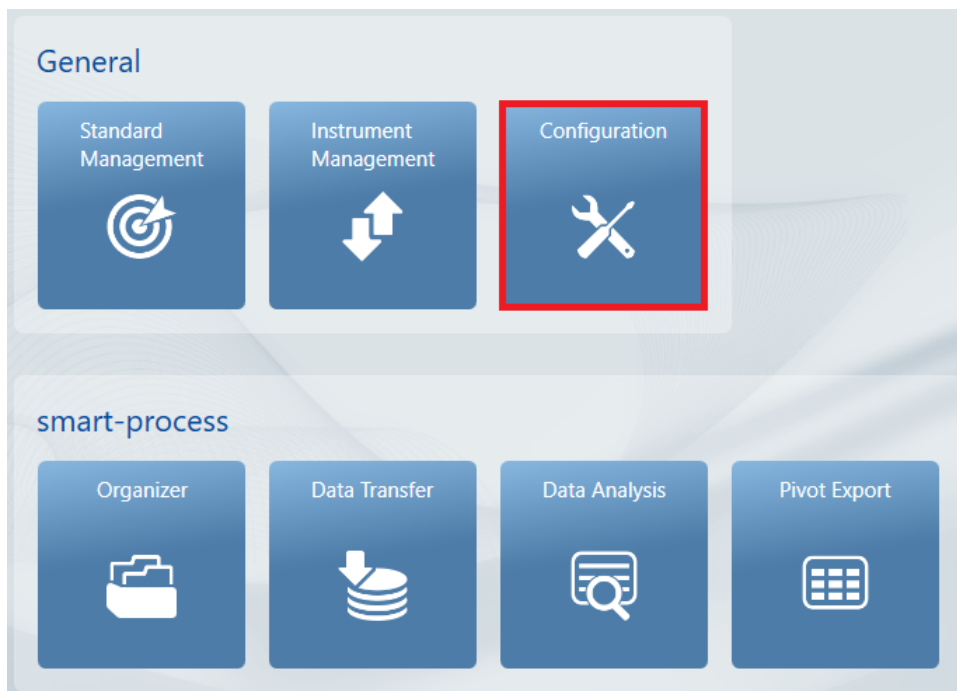 General
Standard
Management
Instrument
Management
Configuration
smart-process
Organizer
Data Transfer
Data Analysis
Pivot Export